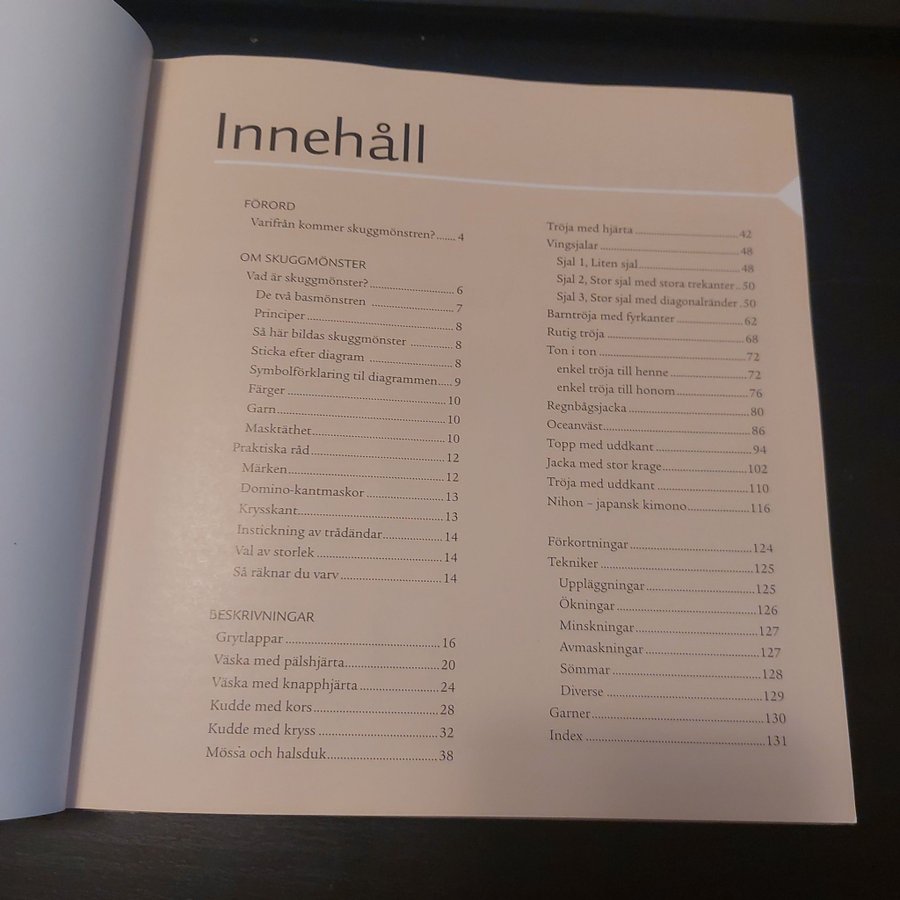 Innehåll
FÖRORD
Varifrån kommer skuggmönstren?....... 4
OM SKUGGMÖNSTER
Vad är skuggmönster?........................ 6
De två basmönstren ........................ 7
Principer ........................................ 8
Så här bildas skuggmönster ............. 8
Sticka efter diagram ........................ 8
Symbolförklaring til diagrammen..... 9
Färger ........................................... 10
Garn.............................................. 10
Masktäthet.................................... 10
Praktiska råd..................................... 12
Märken.......................................... 12
Domino-kantmaskor ...................... 13
Krysskant....................................... 13
Instickning av trådändar................. 14
Val av storlek ................................. 14
Så räknar du varv ........................... 14
BESKRIVNINGAR
Grytlappar ........................................ 16
Väska med pälshjärta......................... 20
Väska med knapphjärta ..................... 24
Kudde med kors................................ 28
Kudde med kryss .............................. 32
Mössa och halsduk............................ 38
Tröja med hjärta ............................... 42
Vingsjalar ......................................... 48
Sjal 1, Liten sjal.............................. 48
Sjal 2, Stor sjal med stora trekanter.. 50
Sjal 3, Stor sjal med diagonalränder . 50
Barntröja med fyrkanter .................... 62
Rutig tröja ........................................ 68
Ton i ton .......................................... 72
enkel tröja till henne ...................... 72
enkel tröja till honom..................... 76
Regnbågsjacka .................................. 80
Oceanväst......................................... 86
Topp med uddkant ........................... 94
Jacka med stor krage........................ 102
Tröja med uddkant ......................... 110
Nihon – japansk kimono.................. 116
Förkortningar ................................. 124
Tekniker ......................................... 125
Uppläggningar ............................. 125
Ökningar ..................................... 126
Minskningar ................................ 127
Avmaskningar .............................. 127
Sömmar ...................................... 128
Diverse ....................................... 129
Garner............................................ 130
Index ............................................. 131